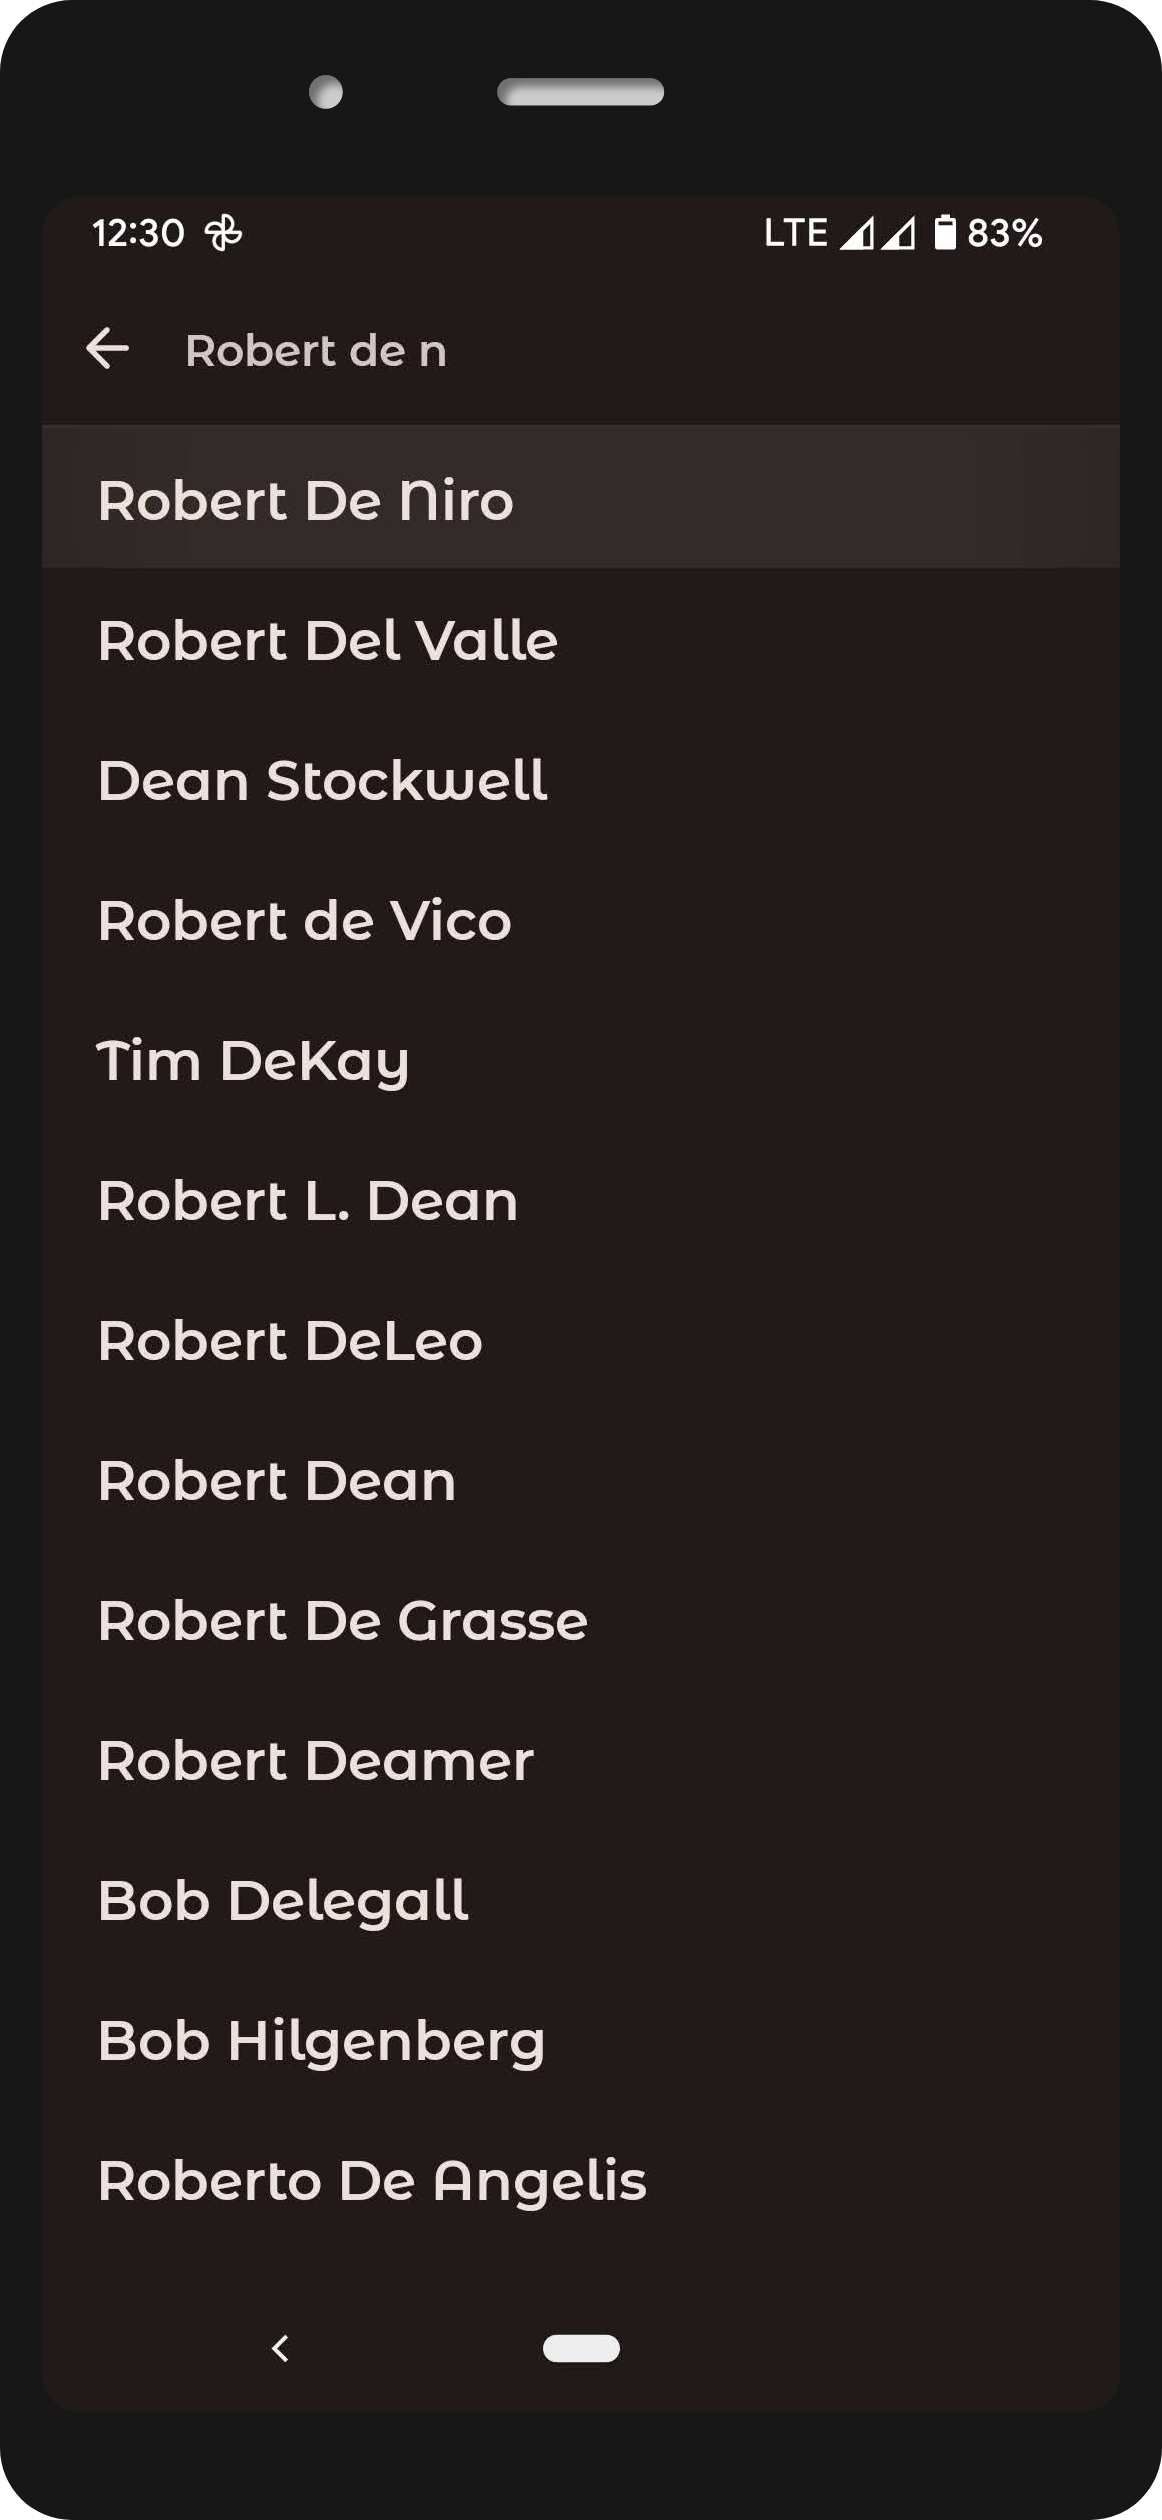 12:30 LTE 83%
Robert de n
Robert De Niro
Robert Del Valle
Dean Stockwell
Robert de Vico
Tim DeKay
Robert L. Dean
Robert DeLeo
Robert Dean
Robert De Grasse
Robert Deamer
Bob Delegall
Bob Hilgenberg
Roberto De Angelis